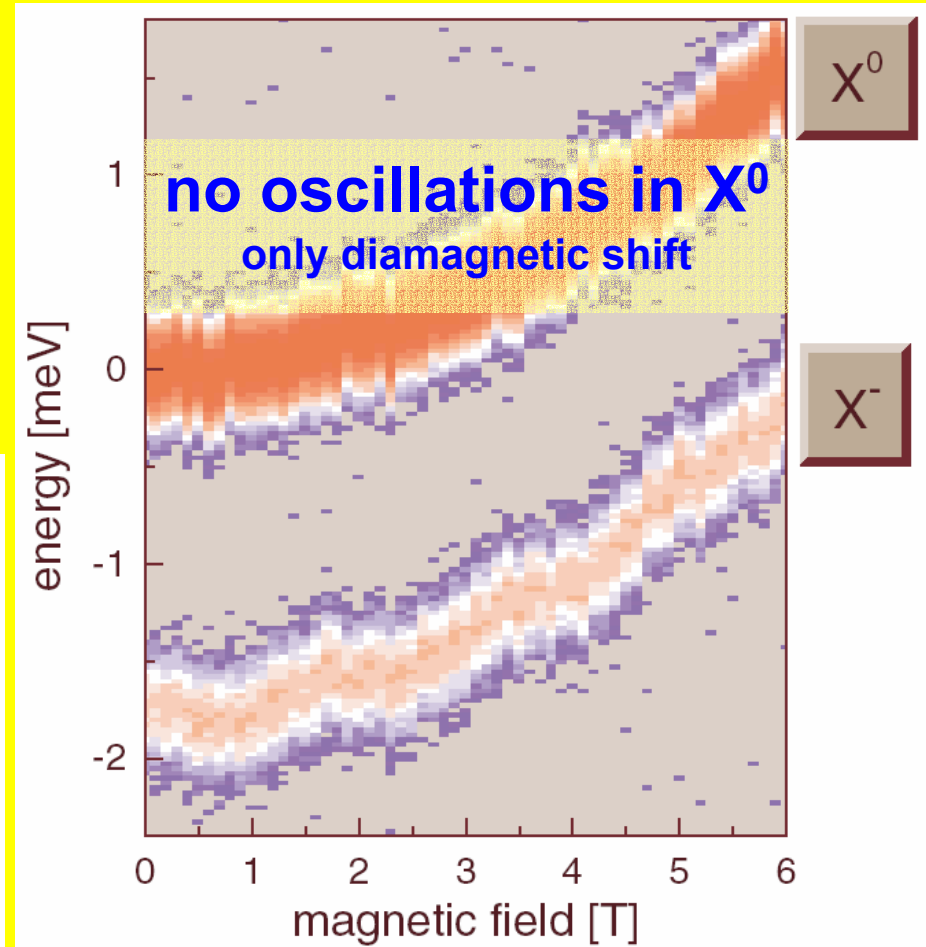 X⁰
1
no oscillations in X⁰
only diamagnetic shift
0
X⁻
-1
-2
energy [meV]
0 1 2 3 4 5 6
magnetic field [T]